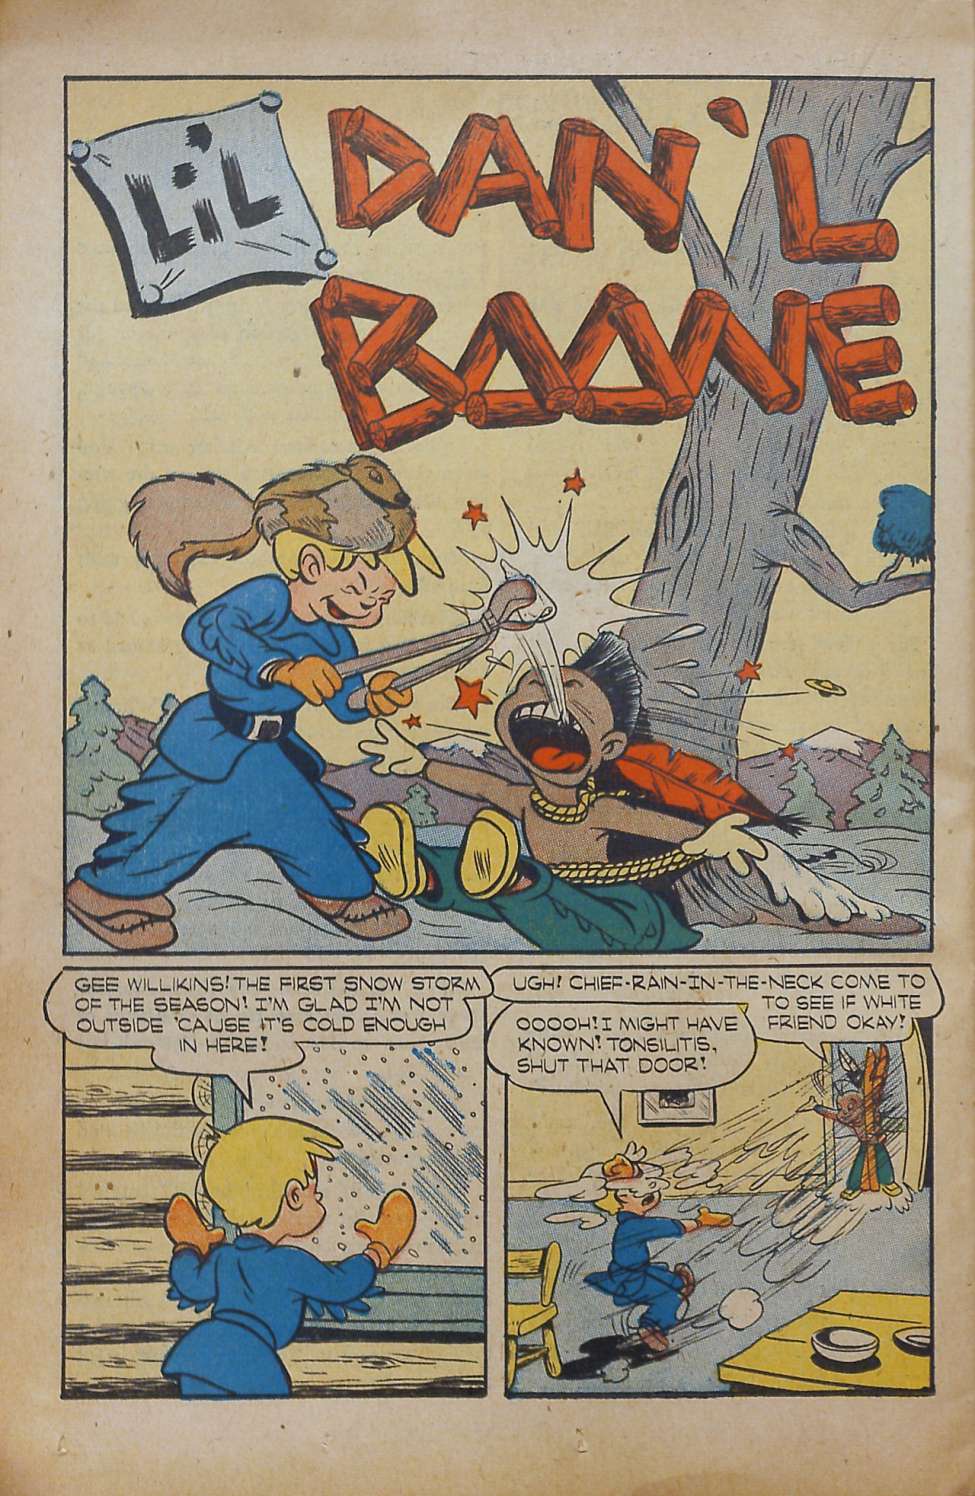 LI'L
DAN'L
BOONE
GEE WILLIKINS! THE FIRST SNOW STORM
OF THE SEASON! I'M GLAD I'M NOT
OUTSIDE 'CAUSE IT'S COLD ENOUGH
IN HERE!
UGH! CHIEF-RAIN-IN-THE-NECK COME TO
TO SEE IF WHITE
FRIEND OKAY!
OOOOH! I MIGHT HAVE
KNOWN! TONSILITIS,
SHUT THAT DOOR!